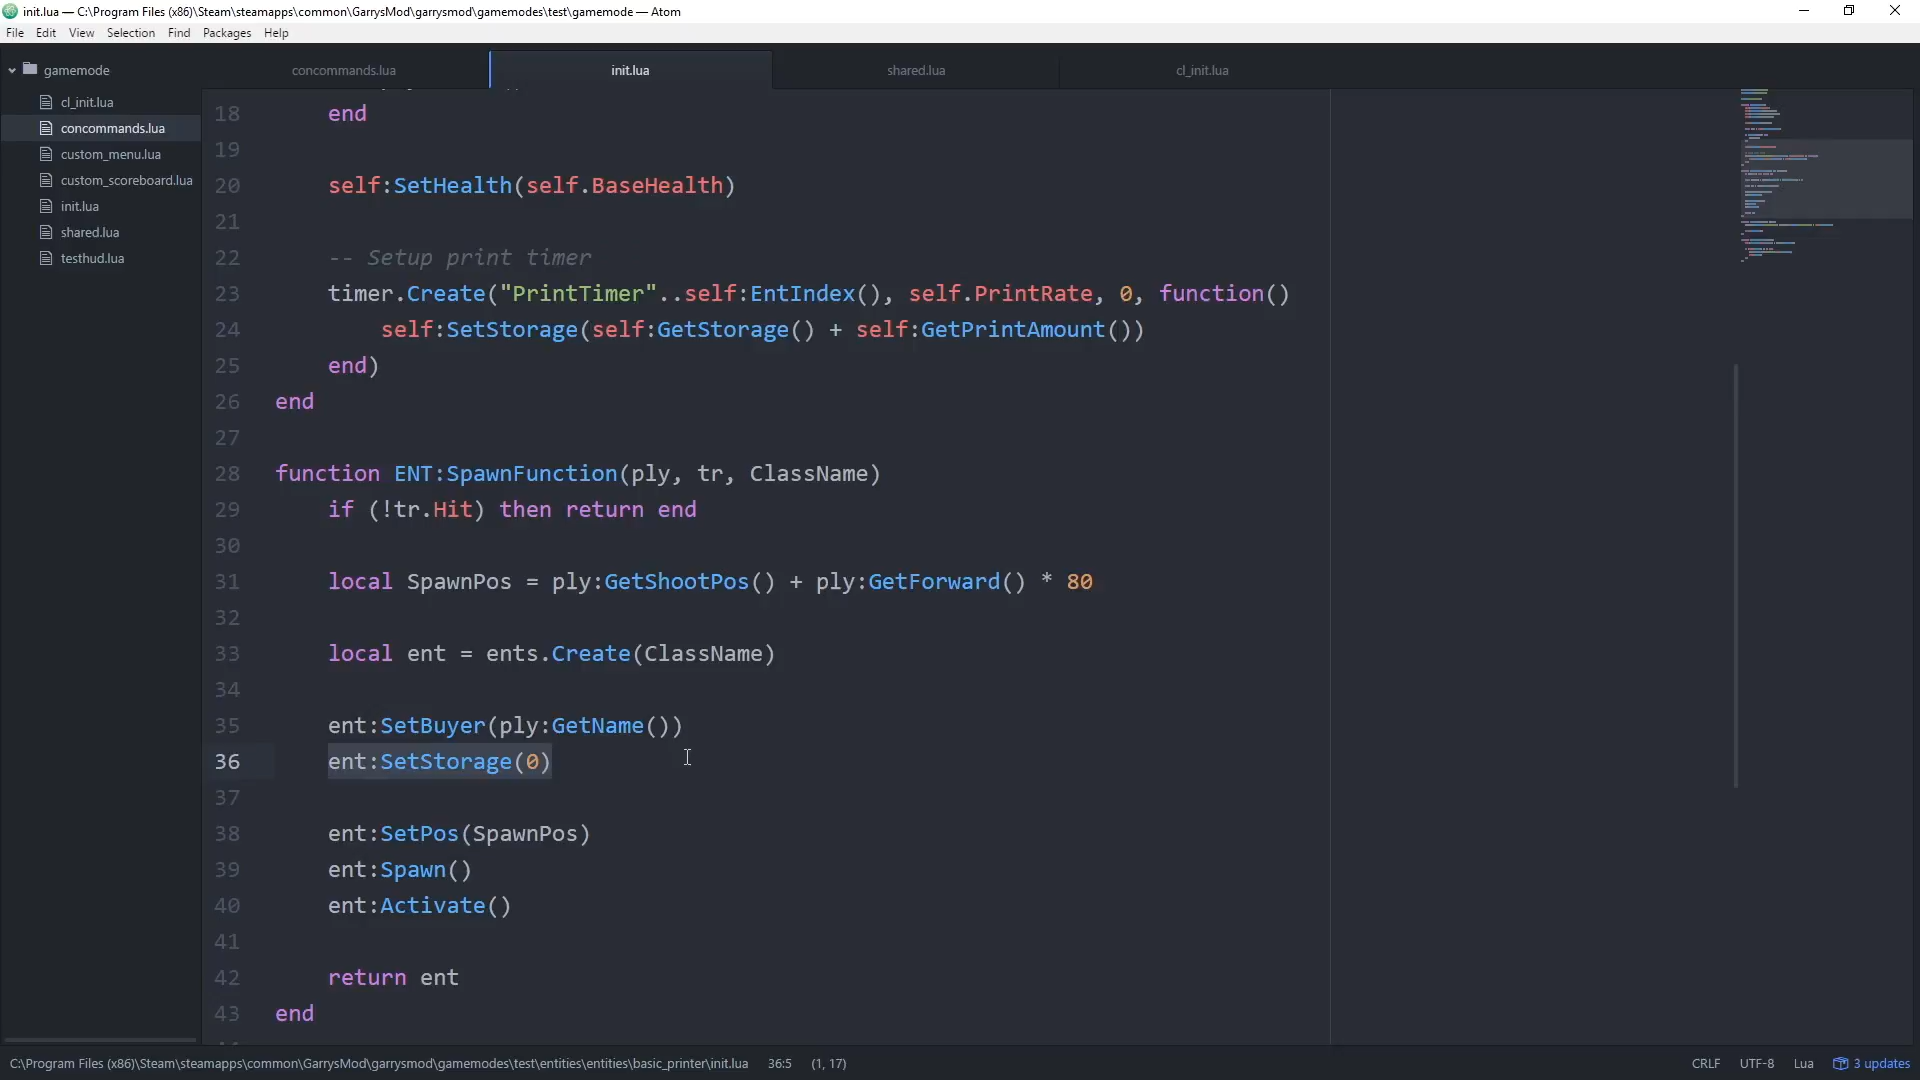 init.lua — C:\Program Files (x86)\Steam\steamapps\common\GarrysMod\garrysmod\gamemodes\test\gamemode — Atom
File Edit View Selection Find Packages Help
gamemode
cl_init.lua
concommands.lua
custom_menu.lua
custom_scoreboard.lua
init.lua
shared.lua
testhud.lua
concommands.lua init.lua shared.lua cl_init.lua
18 end
19
20 self:SetHealth(self.BaseHealth)
21
22 -- Setup print timer
23 timer.Create("PrintTimer"..self:EntIndex(), self.PrintRate, 0, function()
24 self:SetStorage(self:GetStorage() + self:GetPrintAmount())
25 end)
26 end
27
28 function ENT:SpawnFunction(ply, tr, ClassName)
29 if (!tr.Hit) then return end
30
31 local SpawnPos = ply:GetShootPos() + ply:GetForward() * 80
32
33 local ent = ents.Create(ClassName)
34
35 ent:SetBuyer(ply:GetName())
36 ent:SetStorage(0)
37
38 ent:SetPos(SpawnPos)
39 ent:Spawn()
40 ent:Activate()
41
42 return ent
43 end
C:\Program Files (x86)\Steam\steamapps\common\GarrysMod\garrysmod\gamemodes\test\entities\entities\basic_printer\init.lua 36:5 (1, 17) CRLF UTF-8 Lua 3 updates